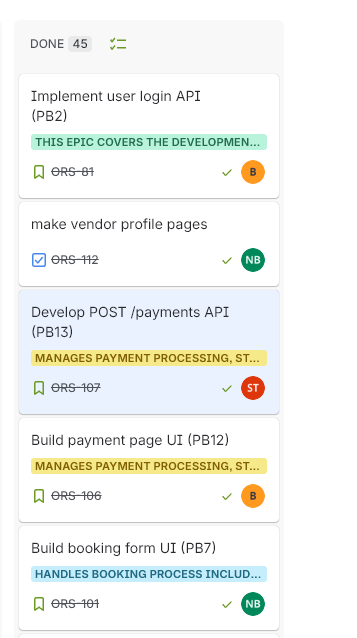 DONE 45
Implement user login API
(PB2)
THIS EPIC COVERS THE DEVELOPMEN...
ORS-81
B
make vendor profile pages
ORS-112
NB
Develop POST /payments API
(PB13)
MANAGES PAYMENT PROCESSING, ST...
ORS-107
ST
Build payment page UI (PB12)
MANAGES PAYMENT PROCESSING, ST...
ORS-106
B
Build booking form UI (PB7)
HANDLES BOOKING PROCESS INCLUD...
ORS-101
NB